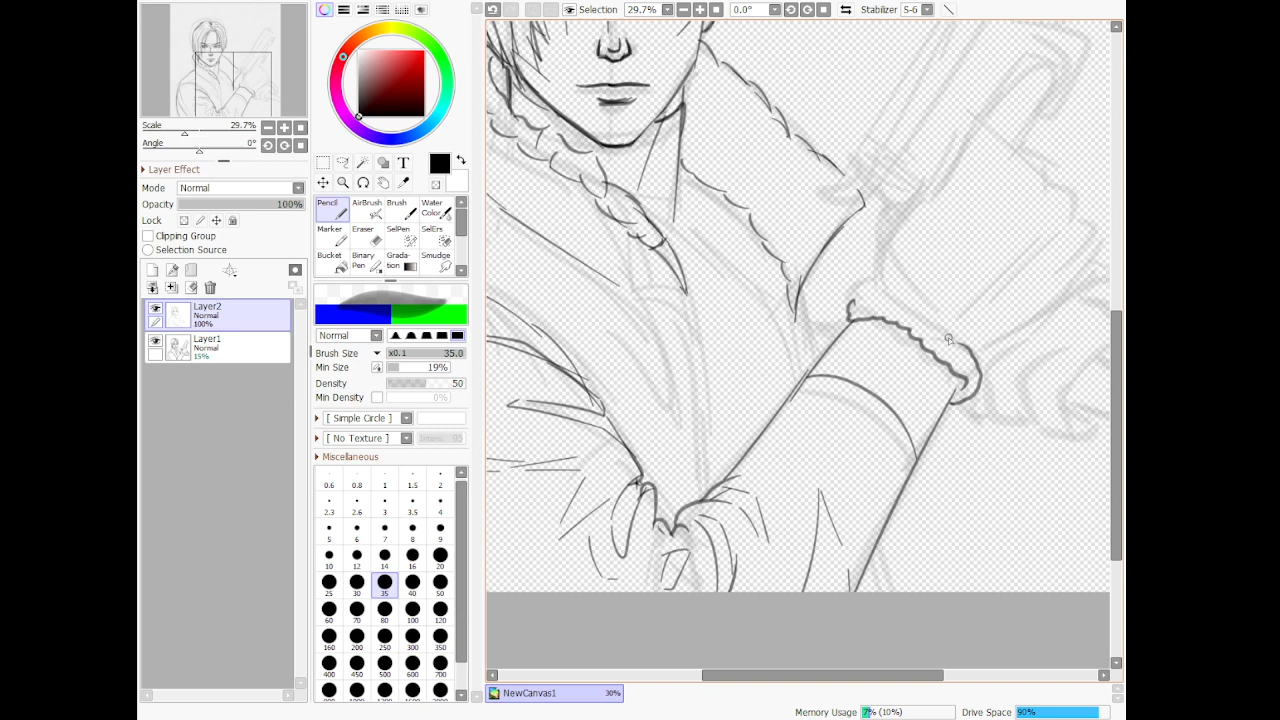 Selection 29.7% 0.0° Stabilizer S-6
Scale 29.7%
Angle 0°
Layer Effect
Mode Normal
Opacity 100%
Lock
Clipping Group
Selection Source
Layer2
Normal
100%
Layer1
Normal
15%
T
Pencil AirBrush Brush Water Color
Marker Eraser SelPen SelErs
Bucket Binary Pen Grada-tion Smudge
Normal
Brush Size x0.1 35.0
Min Size 19%
Density 50
Min Density 0%
[ Simple Circle ]
[ No Texture ] 95
Miscellaneous
0.6 0.8 1 1.5 2
2.3 2.6 3 3.5 4
5 6 7 8 9
10 12 14 16 20
25 30 35 40 50
60 70 80 100 120
160 200 250 300 350
400 450 500 600 700
NewCanvas1 30%
Memory Usage 7% (10%) Drive Space 90%